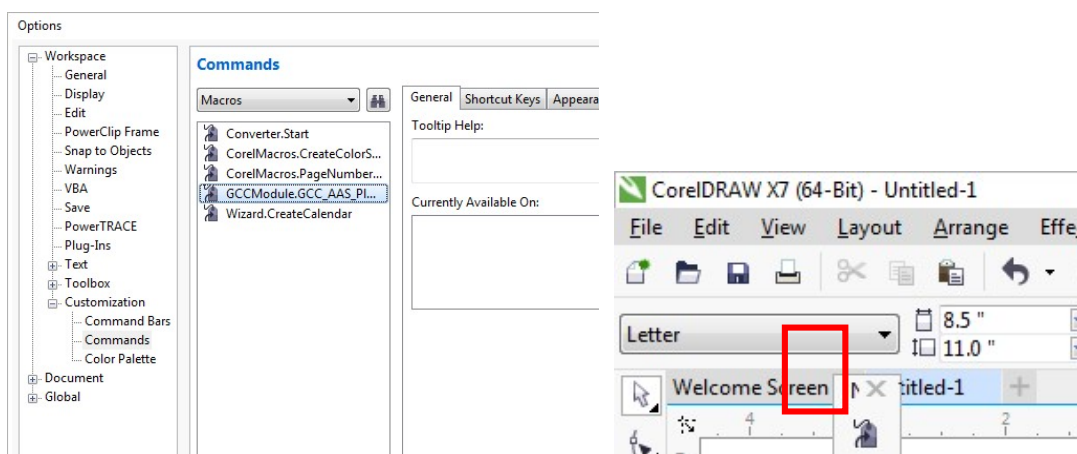 Options
Workspace
General
Display
Edit
PowerClip Frame
Snap to Objects
Warnings
VBA
Save
PowerTRACE
Plug-Ins
Text
Toolbox
Customization
Command Bars
Commands
Color Palette
Document
Global
Commands
Macros
Converter.Start
CorelMacros.CreateColorS...
CorelMacros.PageNumber...
GCCModule.GCC_AAS_Pl...
Wizard.CreateCalendar
General Shortcut Keys Appeara
Tooltip Help:
Currently Available On:
CorelDRAW X7 (64-Bit) - Untitled-1
File Edit View Layout Arrange Effe
Letter
8.5 "
11.0 "
Welcome Screen titled-1
4 2